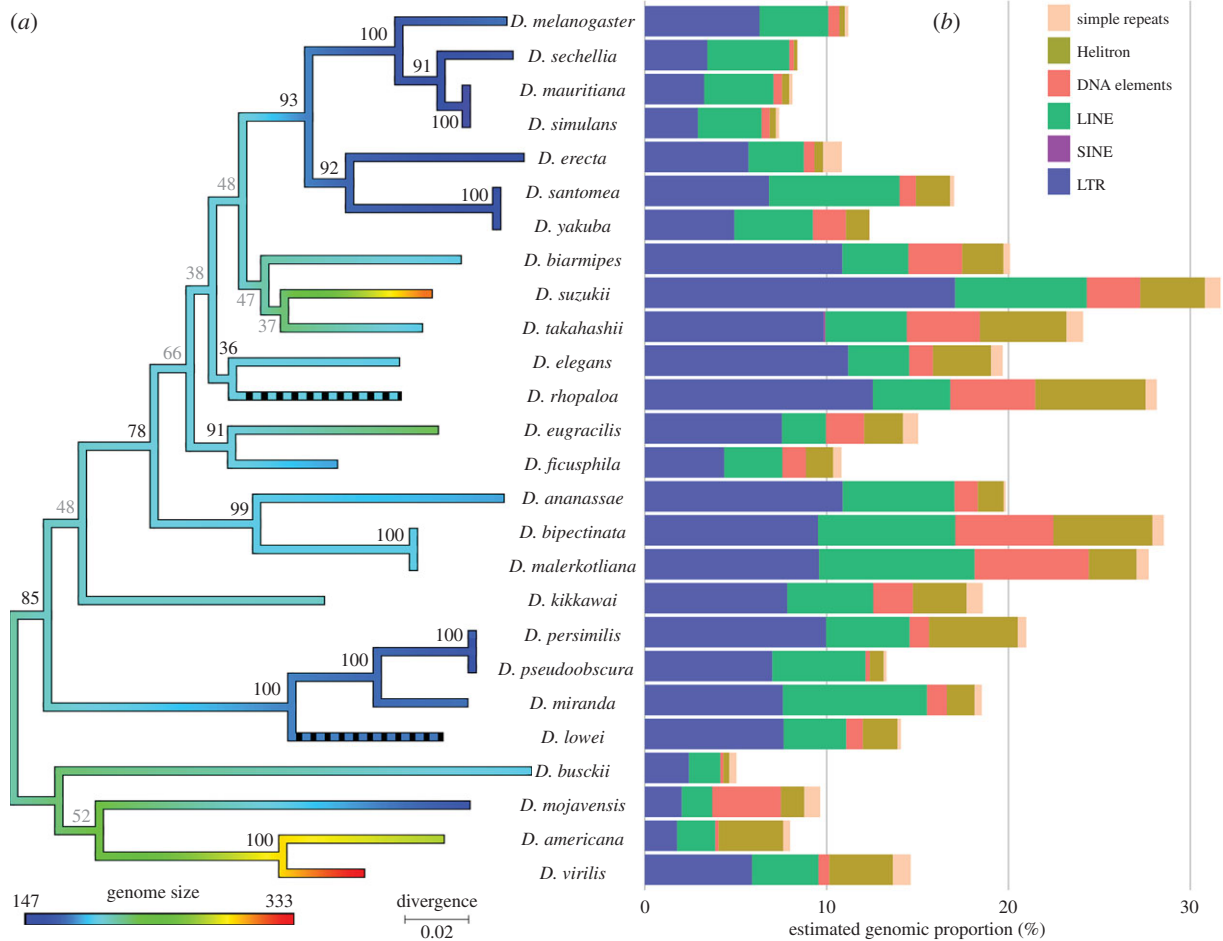 (a)
(b)
D. melanogaster
D. sechellia
D. mauritiana
D. simulans
D. erecta
D. santomea
D. yakuba
D. biarmipes
D. suzukii
D. takahashii
D. elegans
D. rhopaloa
D. eugracilis
D. ficusphila
D. ananassae
D. bipectinata
D. malerkotliana
D. kikkawai
D. persimilis
D. pseudoobscura
D. miranda
D. lowei
D. busckii
D. mojavensis
D. americana
D. virilis
100
91
100
93
92
100
48
47
37
38
36
66
91
78
99
100
48
85
100
100
100
52
100
genome size
147
333
divergence
0.02
simple repeats
Helitron
DNA elements
LINE
SINE
LTR
0
10
20
30
estimated genomic proportion (%)